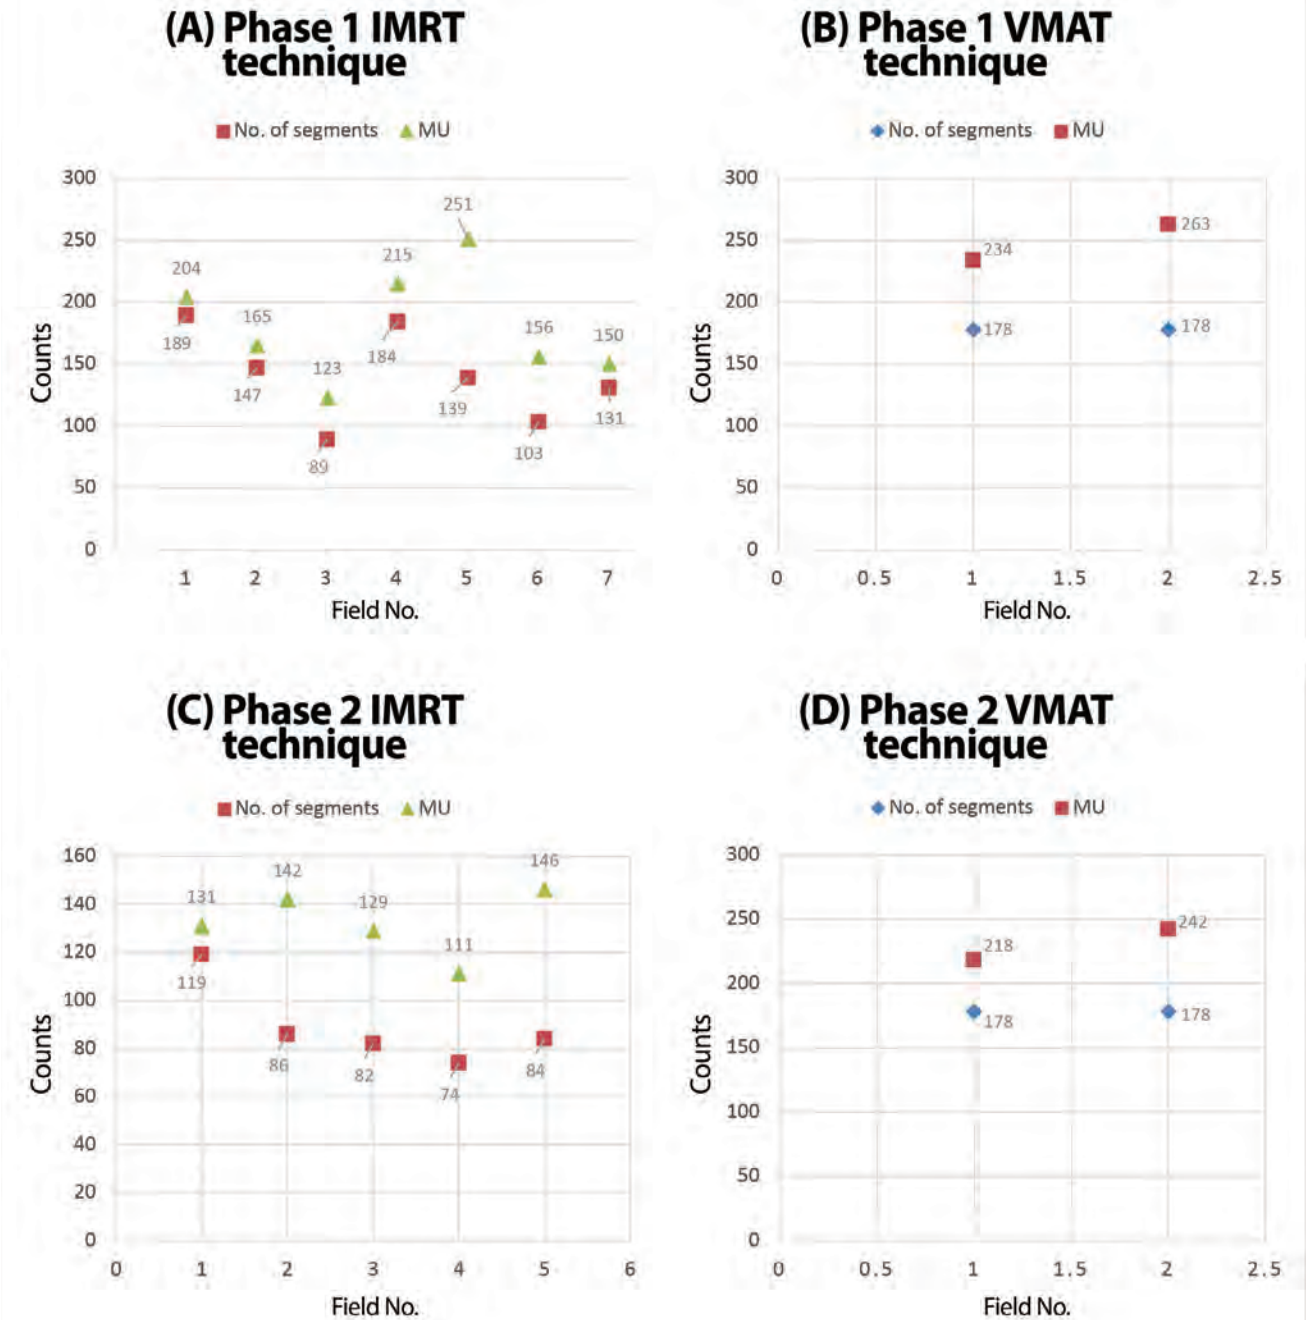 (A) Phase 1 IMRT
technique
No. of segments MU
300
250
200
150
100
50
0
Counts
204
189
165
147
123
89
215
184
251
139
156
103
150
131
1 2 3 4 5 6 7
Field No.
(B) Phase 1 VMAT
technique
No. of segments MU
300
250
200
150
100
50
0
Counts
234
178
263
178
0 0.5 1 1.5 2 2.5
Field No.
(C) Phase 2 IMRT
technique
No. of segments MU
160
140
120
100
80
60
40
20
0
Counts
131
119
142
86
129
82
111
74
146
84
0 1 2 3 4 5 6
Field No.
(D) Phase 2 VMAT
technique
No. of segments MU
300
250
200
150
100
50
0
Counts
218
178
242
178
0 0.5 1 1.5 2 2.5
Field No.